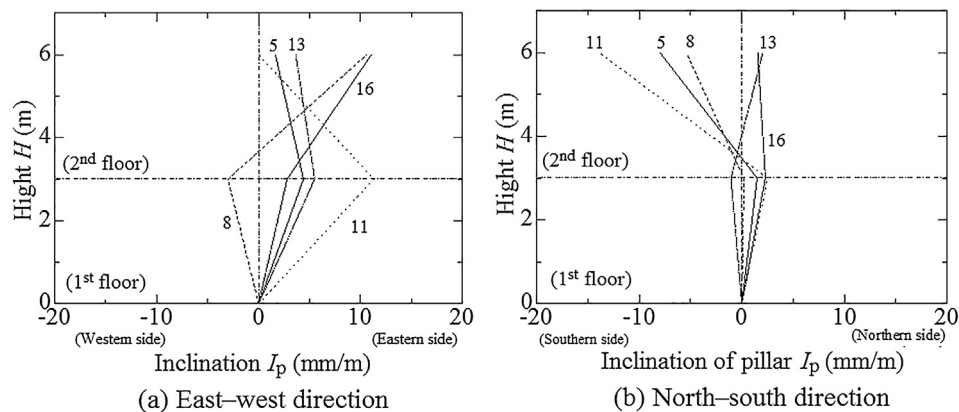 6
5
13
16
4
(2nd floor)
2
8
11
(1st floor)
0
-20
-10
0
10
20
(Western side)
(Eastern side)
Hight H (m)
Inclination Ip (mm/m)
(a) East–west direction
6
11
5
8
13
4
16
(2nd floor)
2
(1st floor)
0
-20
-10
0
10
20
(Southern side)
(Northern side)
Hight H (m)
Inclination of pillar Ip (mm/m)
(b) North–south direction